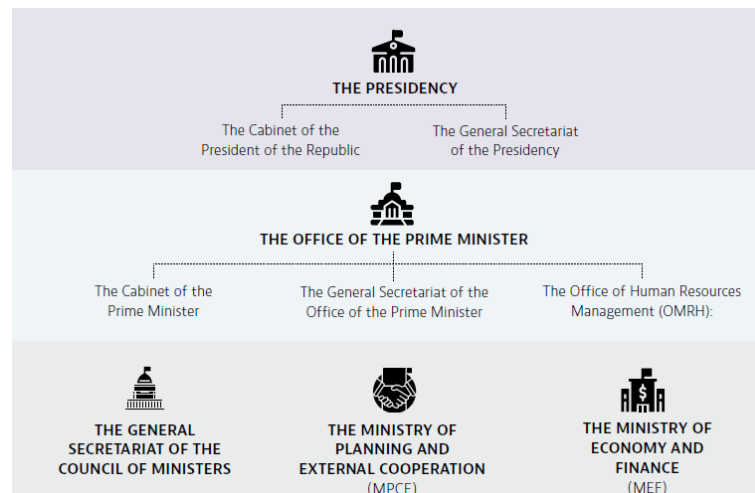 THE PRESIDENCY
The Cabinet of the
President of the Republic
The General Secretariat
of the Presidency
THE OFFICE OF THE PRIME MINISTER
The Cabinet of the
Prime Minister
The General Secretariat of the
Office of the Prime Minister
The Office of Human Resources
Management (OMRH):
THE GENERAL
SECRETARIAT OF THE
COUNCIL OF MINISTERS
THE MINISTRY OF
PLANNING AND
EXTERNAL COOPERATION
(MPCE)
THE MINISTRY OF
ECONOMY AND
FINANCE
(MEF)